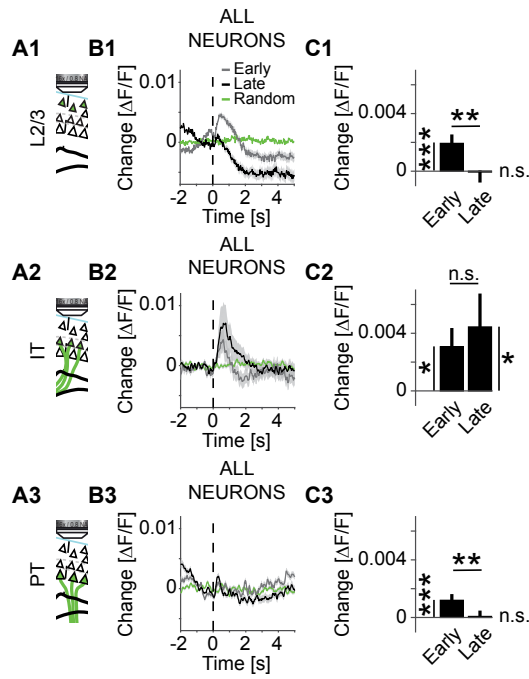 A1 B1 ALL NEURONS C1
L2/3
Change [ΔF/F]
0.01
0
Early
Late
Random
-2 0 2 4
Time [s]
Change [ΔF/F]
0.004
0
***
**
n.s.
Early
Late
A2 B2 ALL NEURONS C2
IT
Change [ΔF/F]
0.01
0
-2 0 2 4
Time [s]
Change [ΔF/F]
0.004
0
n.s.
*
*
Early
Late
A3 B3 ALL NEURONS C3
PT
Change [ΔF/F]
0.01
0
-2 0 2 4
Time [s]
Change [ΔF/F]
0.004
0
***
**
n.s.
Early
Late